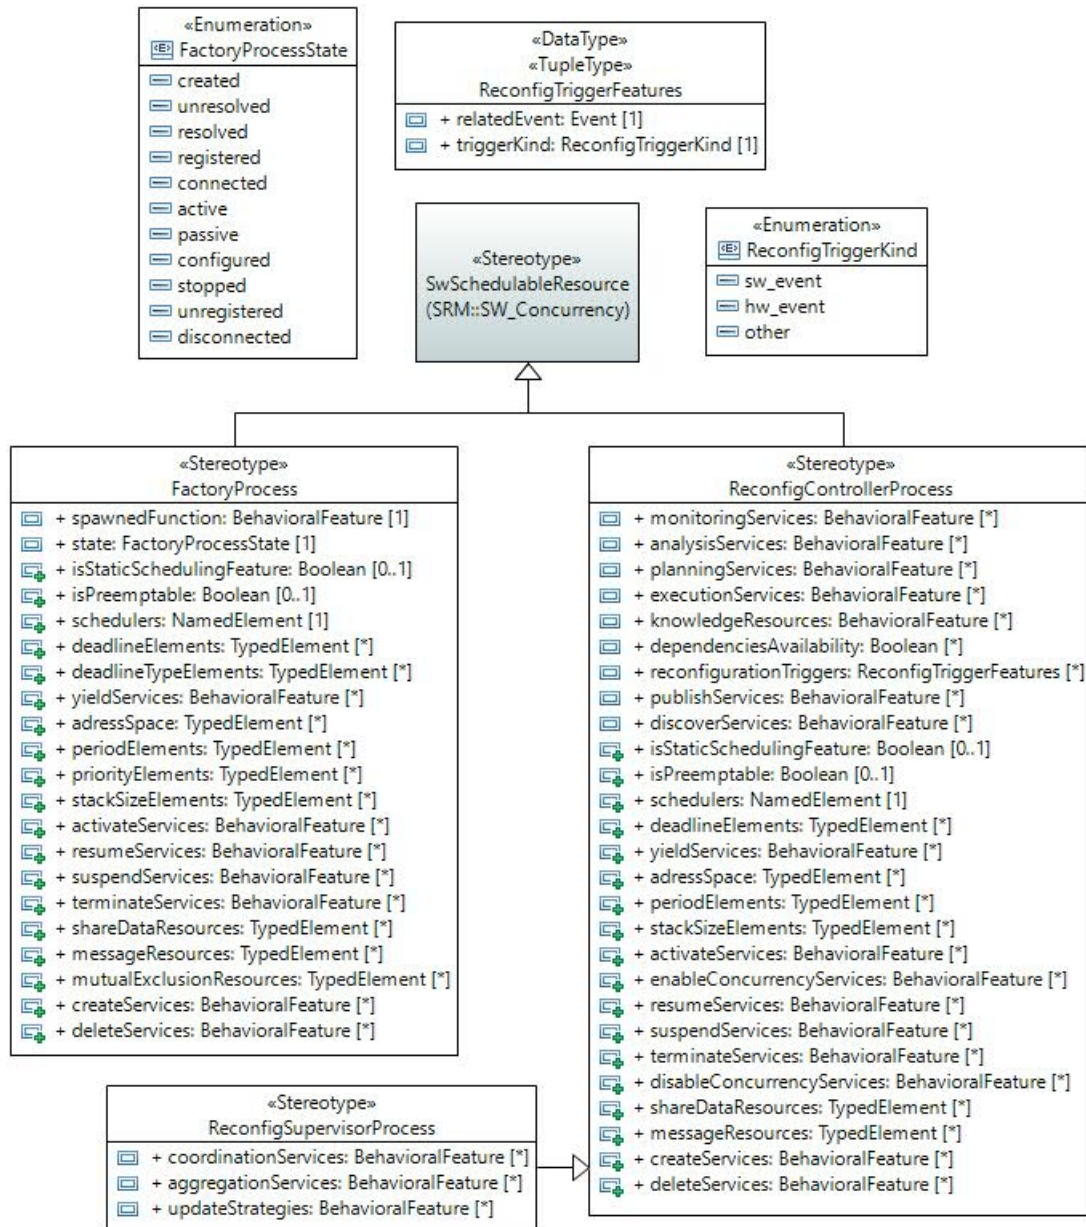 «Enumeration»
FactoryProcessState
created
unresolved
resolved
registered
connected
active
passive
configured
stopped
unregistered
disconnected
«DataType»
«TupleType»
ReconfigTriggerFeatures
+ relatedEvent: Event [1]
+ triggerKind: ReconfigTriggerKind [1]
«Stereotype»
SwSchedulableResource
(SRM::SW_Concurrency)
«Enumeration»
ReconfigTriggerKind
sw_event
hw_event
other
«Stereotype»
FactoryProcess
+ spawnedFunction: BehavioralFeature [1]
+ state: FactoryProcessState [1]
+ isStaticSchedulingFeature: Boolean [0..1]
+ isPreemptable: Boolean [0..1]
+ schedulers: NamedElement [1]
+ deadlineElements: TypedElement [*]
+ deadlineTypeElements: TypedElement [*]
+ yieldServices: BehavioralFeature [*]
+ adressSpace: TypedElement [*]
+ periodElements: TypedElement [*]
+ priorityElements: TypedElement [*]
+ stackSizeElements: TypedElement [*]
+ activateServices: BehavioralFeature [*]
+ resumeServices: BehavioralFeature [*]
+ suspendServices: BehavioralFeature [*]
+ terminateServices: BehavioralFeature [*]
+ shareDataResources: TypedElement [*]
+ messageResources: TypedElement [*]
+ mutualExclusionResources: TypedElement [*]
+ createServices: BehavioralFeature [*]
+ deleteServices: BehavioralFeature [*]
«Stereotype»
ReconfigControllerProcess
+ monitoringServices: BehavioralFeature [*]
+ analysisServices: BehavioralFeature [*]
+ planningServices: BehavioralFeature [*]
+ executionServices: BehavioralFeature [*]
+ knowledgeResources: BehavioralFeature [*]
+ dependenciesAvailability: Boolean [*]
+ reconfigurationTriggers: ReconfigTriggerFeatures [*]
+ publishServices: BehavioralFeature [*]
+ discoverServices: BehavioralFeature [*]
+ isStaticSchedulingFeature: Boolean [0..1]
+ isPreemptable: Boolean [0..1]
+ schedulers: NamedElement [1]
+ deadlineElements: TypedElement [*]
+ yieldServices: BehavioralFeature [*]
+ adressSpace: TypedElement [*]
+ periodElements: TypedElement [*]
+ stackSizeElements: TypedElement [*]
+ activateServices: BehavioralFeature [*]
+ enableConcurrencyServices: BehavioralFeature [*]
+ resumeServices: BehavioralFeature [*]
+ suspendServices: BehavioralFeature [*]
+ terminateServices: BehavioralFeature [*]
+ disableConcurrencyServices: BehavioralFeature [*]
+ shareDataResources: TypedElement [*]
+ messageResources: TypedElement [*]
+ createServices: BehavioralFeature [*]
+ deleteServices: BehavioralFeature [*]
«Stereotype»
ReconfigSupervisorProcess
+ coordinationServices: BehavioralFeature [*]
+ aggregationServices: BehavioralFeature [*]
+ updateStrategies: BehavioralFeature [*]